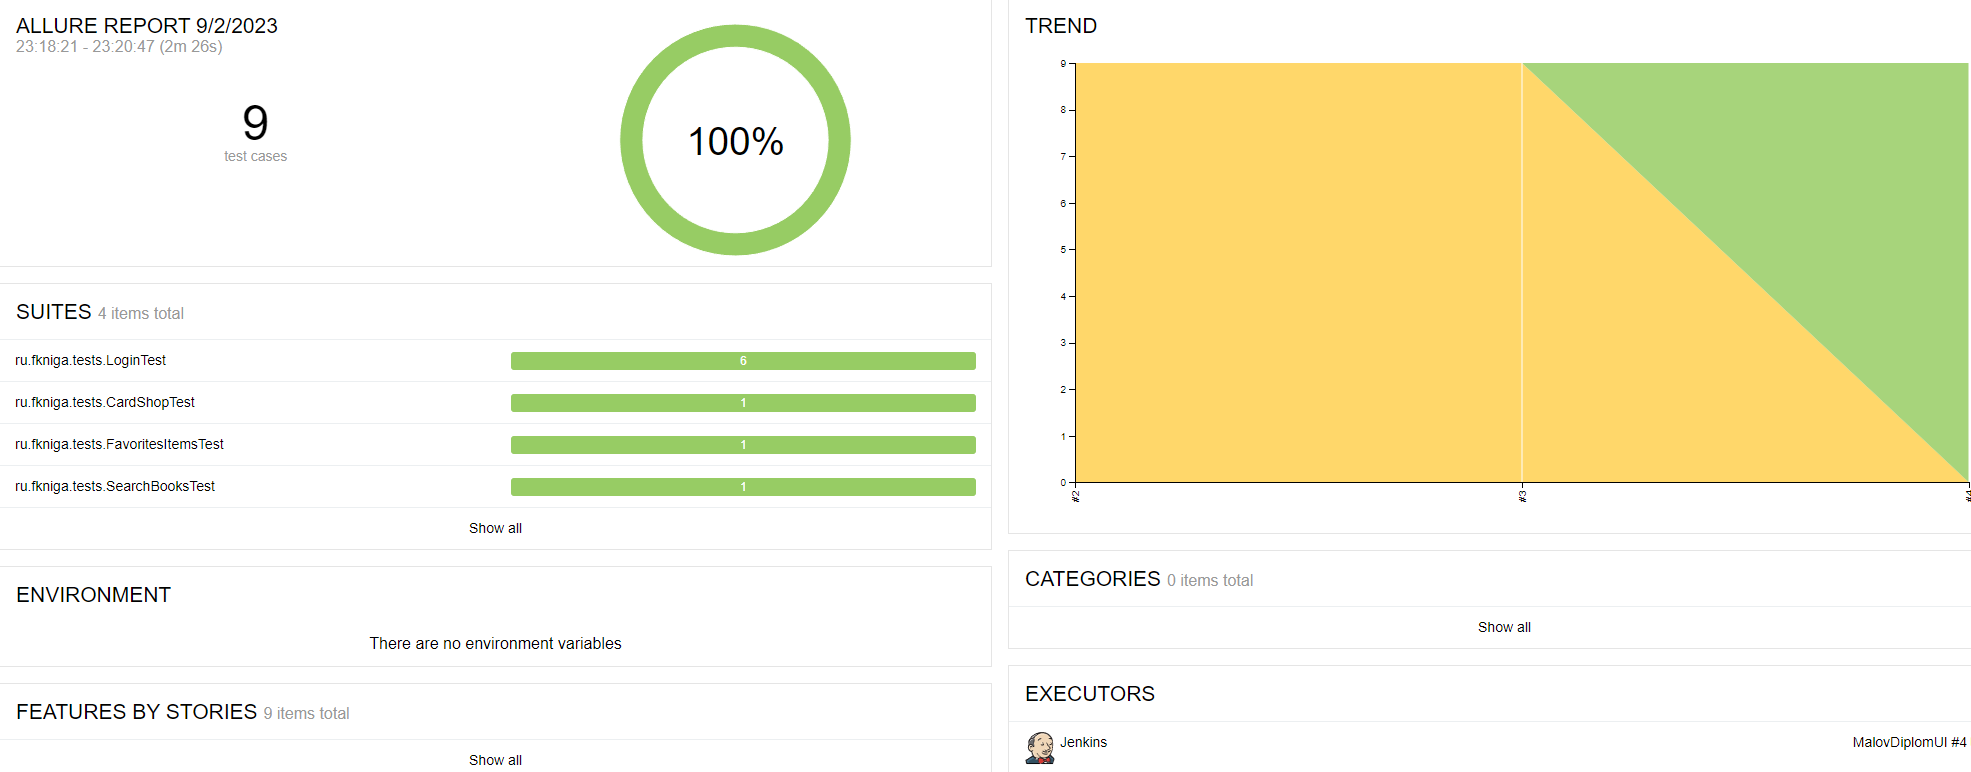 ALLURE REPORT 9/2/2023
23:18:21 - 23:20:47 (2m 26s)
9
test cases
100%
SUITES 4 items total
ru.fkniga.tests.LoginTest 6
ru.fkniga.tests.CardShopTest 1
ru.fkniga.tests.FavoritesItemsTest 1
ru.fkniga.tests.SearchBooksTest 1
Show all
ENVIRONMENT
There are no environment variables
FEATURES BY STORIES 9 items total
Show all
TREND
9
8
7
6
5
4
3
2
1
0
#2
#3
#4
CATEGORIES 0 items total
Show all
EXECUTORS
Jenkins MalovDiplomUI #4